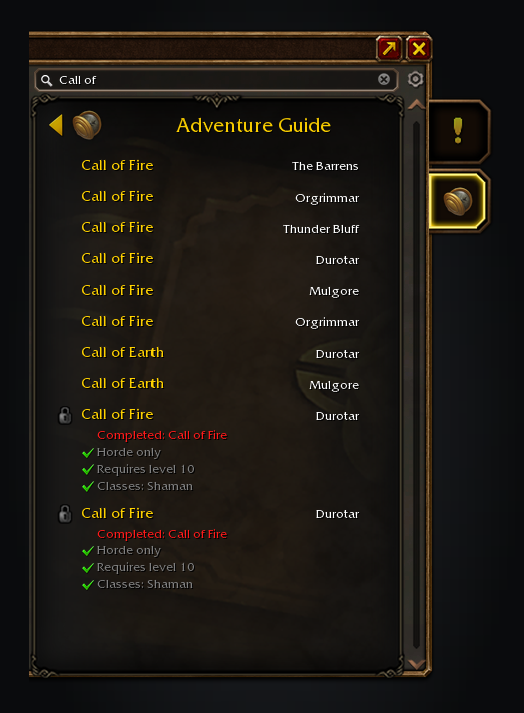 Call of
Adventure Guide
Call of Fire The Barrens
Call of Fire Orgrimmar
Call of Fire Thunder Bluff
Call of Fire Durotar
Call of Fire Mulgore
Call of Fire Orgrimmar
Call of Earth Durotar
Call of Earth Mulgore
Call of Fire Durotar
Completed: Call of Fire
Horde only
Requires level 10
Classes: Shaman
Call of Fire Durotar
Completed: Call of Fire
Horde only
Requires level 10
Classes: Shaman